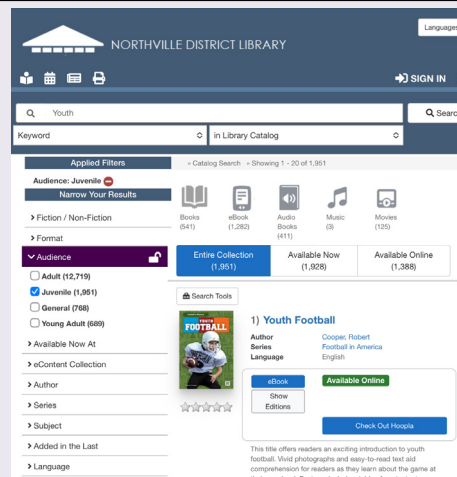 Languages
NORTHVILLE DISTRICT LIBRARY
SIGN IN
Youth
Searc
Keyword
in Library Catalog
Applied Filters
» Catalog Search » Showing 1 - 20 of 1,951
Audience: Juvenile
Narrow Your Results
Fiction / Non-Fiction
Format
Audience
Adult (12,719)
Juvenile (1,951)
General (768)
Young Adult (689)
Available Now At
eContent Collection
Author
Series
Subject
Added in the Last
Language
Books
(541)
eBook
(1,282)
Audio
Books
(411)
Music
(3)
Movies
(125)
Entire Collection
(1,951)
Available Now
(1,928)
Available Online
(1,388)
Search Tools
YOUTH
FOOTBALL
1) Youth Football
Author Cooper, Robert
Series Football in America
Language English
eBook
Available Online
Show
Editions
Check Out Hoopla
This title offers readers an exciting introduction to youth
football. Vivid photographs and easy-to-read text aid
comprehension for readers as they learn about the game at